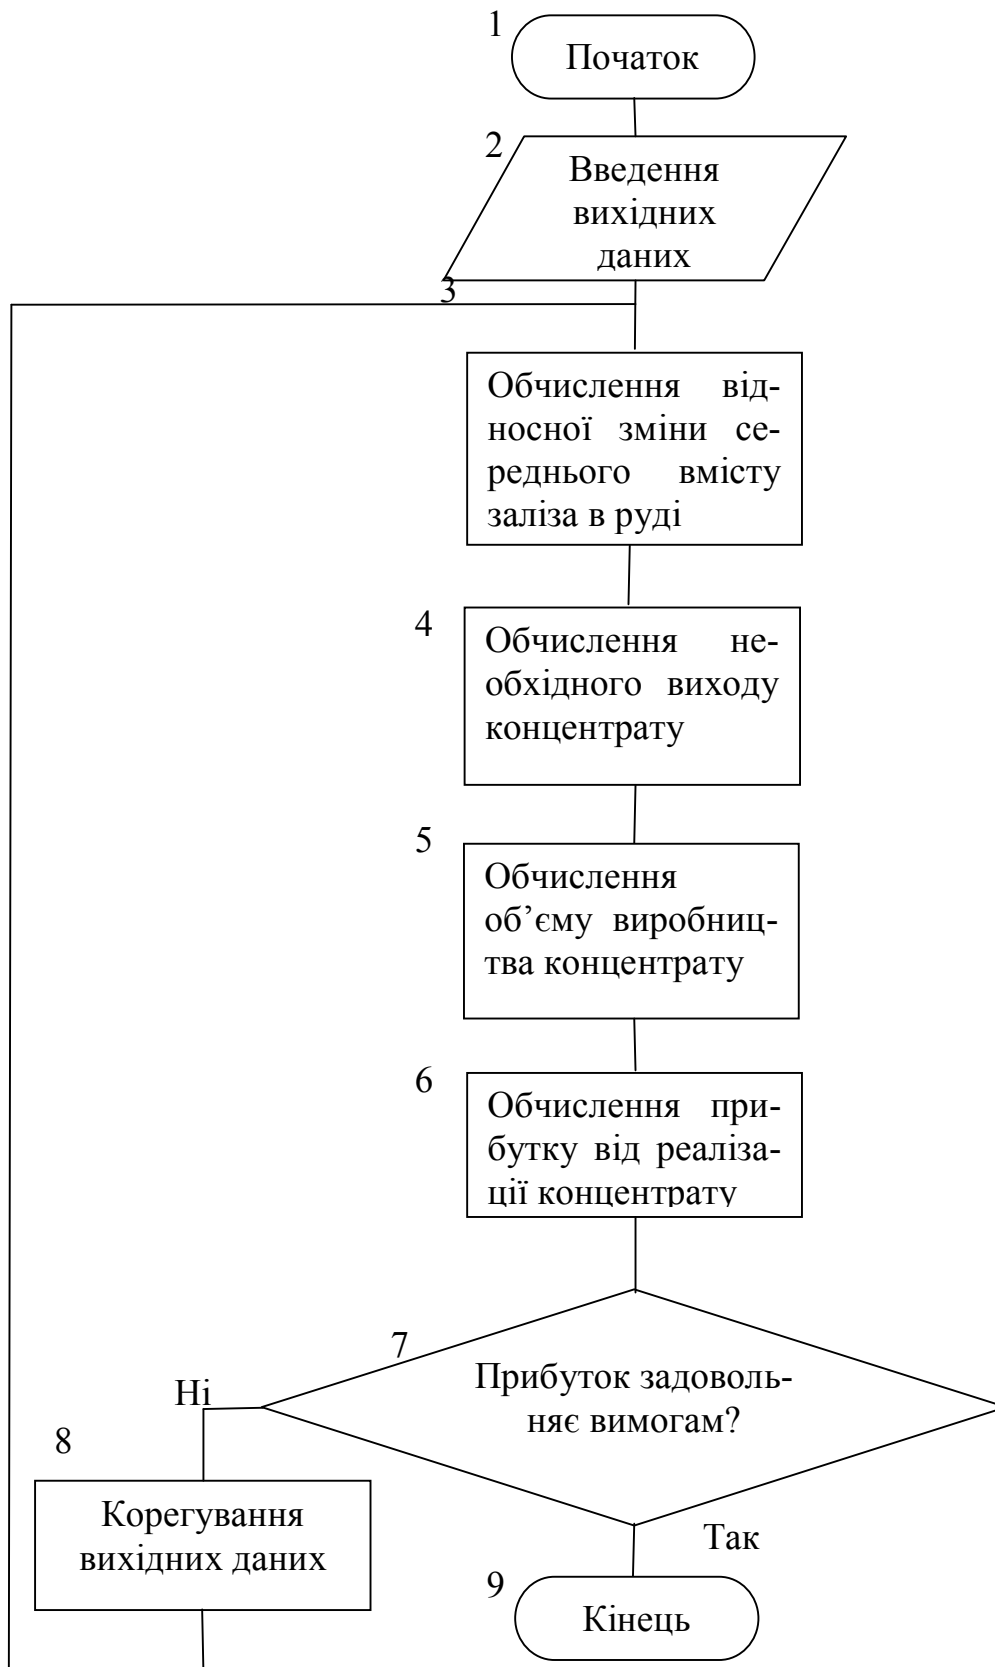 1
Початок
2
Введення
вихідних
даних
3
Обчислення від-
носної зміни се-
реднього вмісту
заліза в руді
4
Обчислення не-
обхідного виходу
концентрату
5
Обчислення
об’єму виробниц-
тва концентрату
6
Обчислення при-
бутку від реаліза-
ції концентрату
7
Прибуток задоволь-
няє вимогам?
Ні
8
Корегування
вихідних даних
Так
9
Кінець